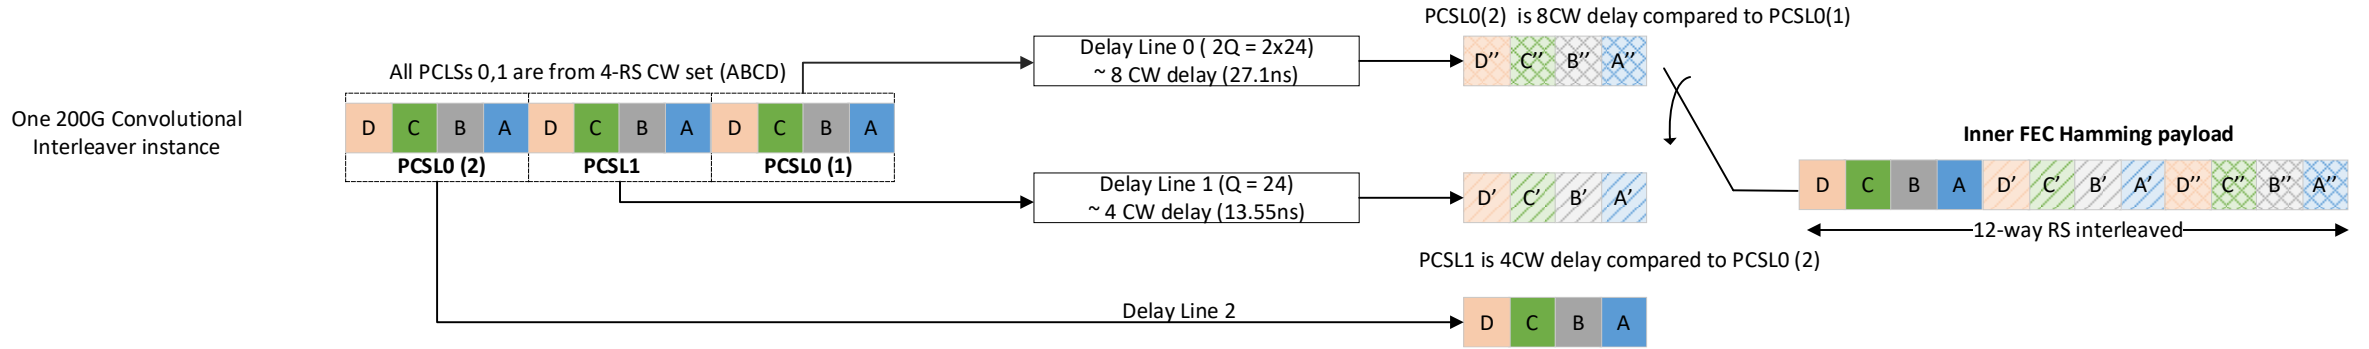 PCSL0(2) is 8CW delay compared to PCSL0(1)
All PCLSs 0,1 are from 4-RS CW set (ABCD)
Delay Line 0 ( 2Q = 2x24)
~ 8 CW delay (27.1ns)
D’’ C’’ B’’ A’’
One 200G Convolutional
Interleaver instance
D C B A D C B A D C B A
PCSL0 (2) PCSL1 PCSL0 (1)
Inner FEC Hamming payload
Delay Line 1 (Q = 24)
~ 4 CW delay (13.55ns)
D’ C’ B’ A’
D C B A D’ C’ B’ A’ D’’ C’’ B’’ A’’
12-way RS interleaved
PCSL1 is 4CW delay compared to PCSL0 (2)
Delay Line 2
D C B A